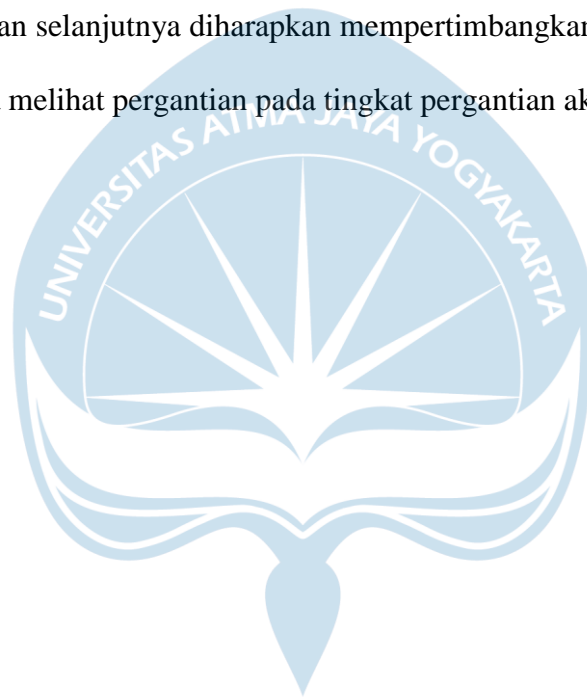 an selanjutnya diharapkan mempertimbangkan
melihat pergantian pada tingkat pergantian ak
UNIVERSITAS ATMA JAYA YOGYAKARTA